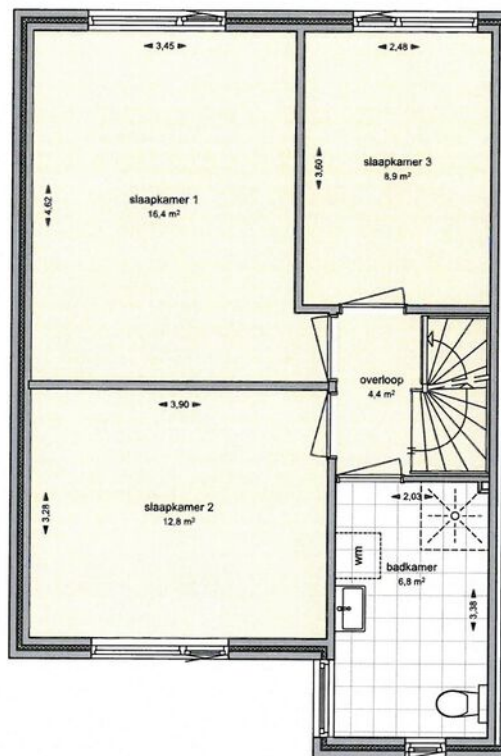 3,45
2,48
slaapkamer 3
8,9 m²
3,60
slaapkamer 1
16,4 m²
4,62
overloop
4,4 m²
3,90
slaapkamer 2
12,8 m²
3,28
2,03
wm
badkamer
6,8 m²
3,38